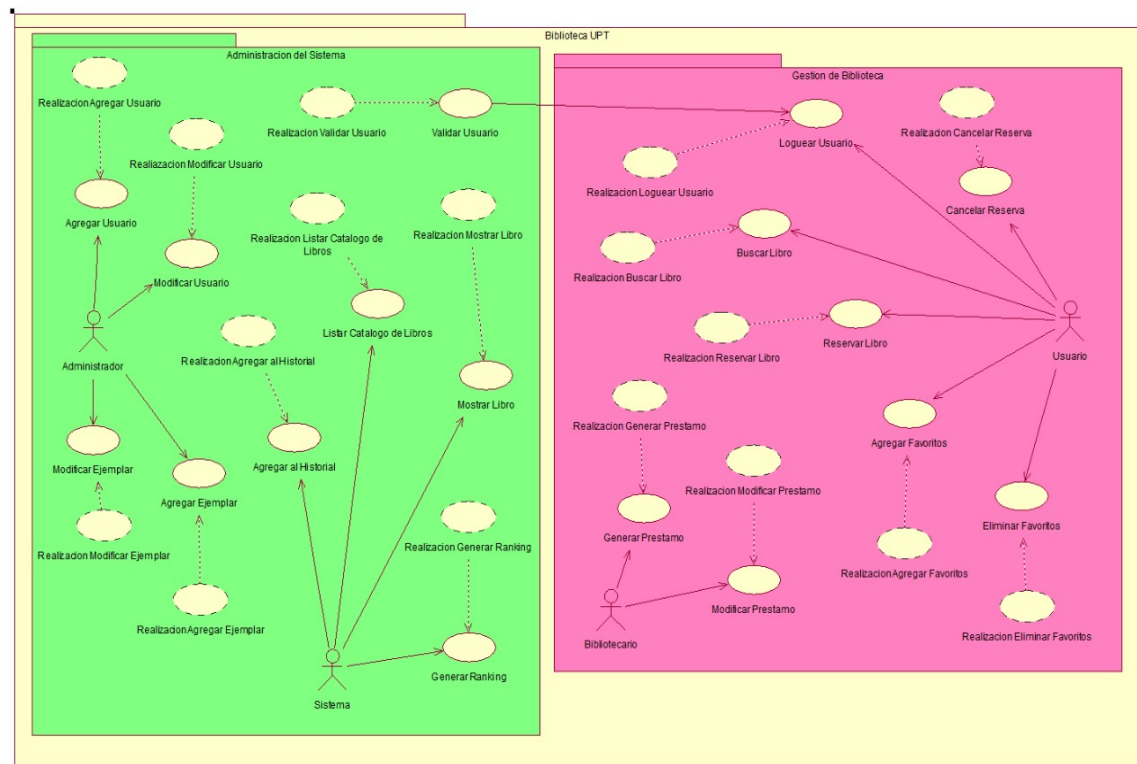 Biblioteca UPT
Administracion del Sistema
Realizacion Agregar Usuario
Realizacion Validar Usuario
Validar Usuario
Realiazacion Modificar Usuario
Agregar Usuario
Realizacion Listar Catalogo de
Libros
Realizacion Mostrar Libro
Modificar Usuario
Listar Catalogo de Libros
Administrador
Realizacion Agregar al Historial
Mostrar Libro
Modificar Ejemplar
Agregar Ejemplar
Agregar al Historial
Realizacion Modificar Ejemplar
Realizacion Generar Ranking
Realizacion Agregar Ejemplar
Generar Ranking
Sistema
Gestion de Biblioteca
Loguear Usuario
Realizacion Cancelar Reserva
Realizacion Loguear Usuario
Cancelar Reserva
Buscar Libro
Realizacion Buscar Libro
Reservar Libro
Realizacion Reservar Libro
Usuario
Realizacion Generar Prestamo
Agregar Favoritos
Realizacion Modificar Prestamo
Generar Prestamo
Eliminar Favoritos
Realizacion Agregar Favoritos
Modificar Prestamo
Bibliotecario
Realizacion Eliminar Favoritos